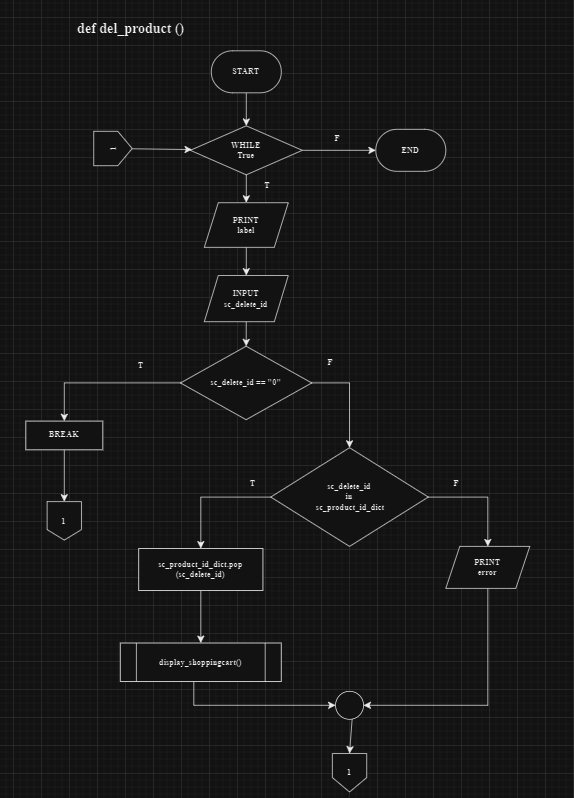 def del_product ()
START
1
WHILE
True
F
END
T
PRINT
label
INPUT
sc_delete_id
T
F
sc_delete_id == "0"
BREAK
1
sc_delete_id
in
sc_product_id_dict
T
F
sc_product_id_dict.pop
(sc_delete_id)
PRINT
error
display_shoppingcart()
1